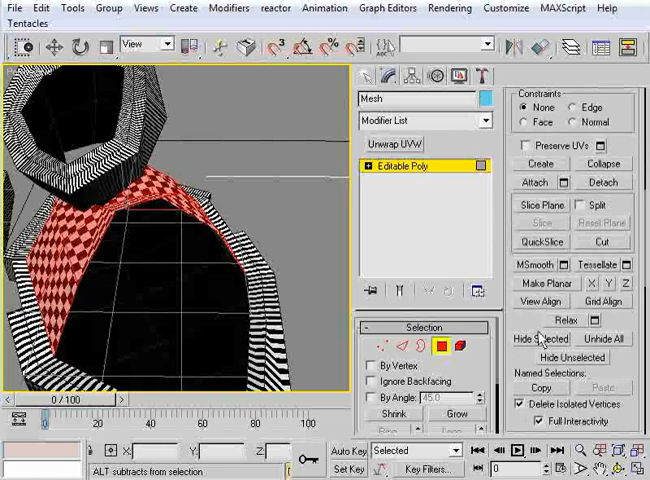 File Edit Tools Group Views Create Modifiers reactor Animation Graph Editors Rendering Customize MAXScript Help
Tentacles
View
Mesh
Modifier List
Unwrap UVW
Editable Poly
Selection
By Vertex
Ignore Backfacing
By Angle: 45.0
Shrink Grow
Constraints
None Edge
Face Normal
Preserve UVs
Create Collapse
Attach Detach
Slice Plane Split
Slice Reset Plane
QuickSlice Cut
MSmooth Tessellate
Make Planar X Y Z
View Align Grid Align
Relax
Hide Selected Unhide All
Hide Unselected
Named Selections:
Copy Paste
Delete Isolated Vertices
Full Interactivity
0 / 100
0 20 40 60 80 100
X: Y: Z:
ALT subtracts from selection
Auto Key Selected
Set Key Key Filters...
0